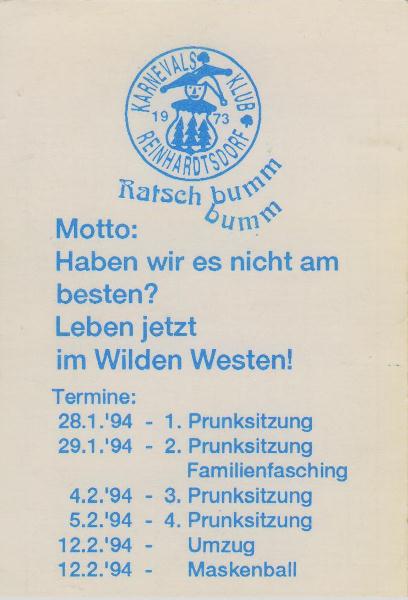 KARNEVALS KLUB
1973
REINHARDTSDORF
Ratsch bumm
bumm
Motto:
Haben wir es nicht am
besten?
Leben jetzt
im Wilden Westen!
Termine:
28.1.'94 - 1. Prunksitzung
29.1.'94 - 2. Prunksitzung
Familienfasching
4.2.'94 - 3. Prunksitzung
5.2.'94 - 4. Prunksitzung
12.2.'94 - Umzug
12.2.'94 - Maskenball